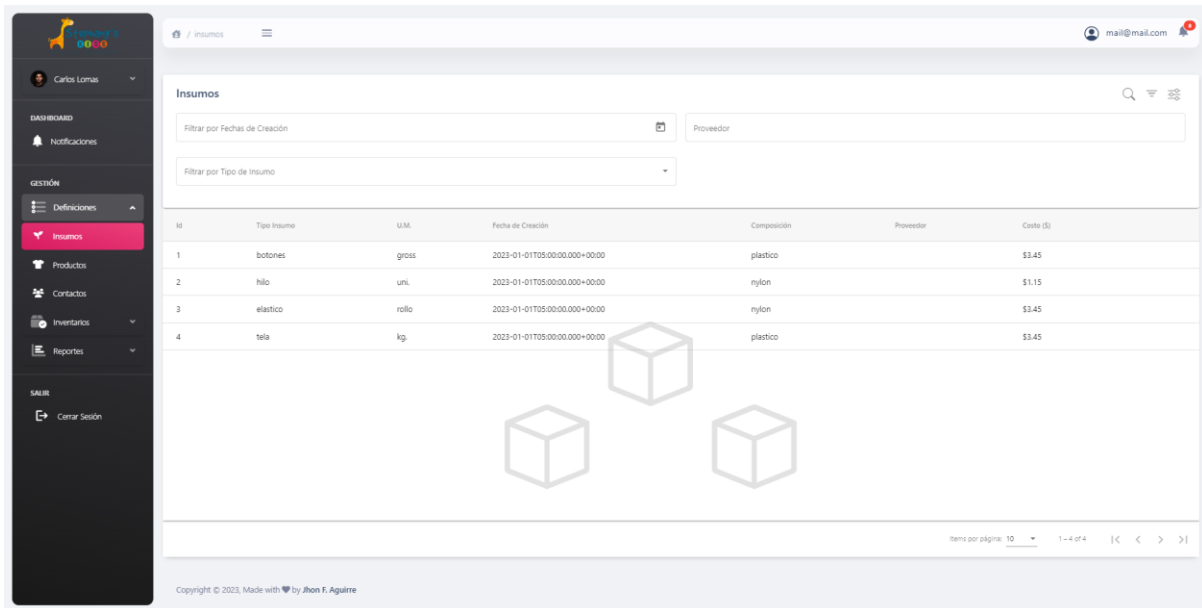 / insumos
mail@mail.com
Carlos Lomas
Insumos
DASHBOARD
Notificaciones
Filtrar por Fechas de Creación
Proveedor
Filtrar por Tipo de Insumo
GESTIÓN
Definiciones
Insumos
Productos
Contactos
Inventarios
Reportes
SALIR
Cerrar Sesión
Id Tipo Insumo U.M. Fecha de Creación Composición Proveedor Costo ($)
1 botones gross 2023-01-01T05:00:00.000+00:00 plastico $3.45
2 hilo uni. 2023-01-01T05:00:00.000+00:00 nylon $1.15
3 elastico rollo 2023-01-01T05:00:00.000+00:00 nylon $3.45
4 tela kg. 2023-01-01T05:00:00.000+00:00 plastico $3.45
Items por página: 10 1 – 4 of 4
Copyright © 2023, Made with by Jhon F. Aguirre